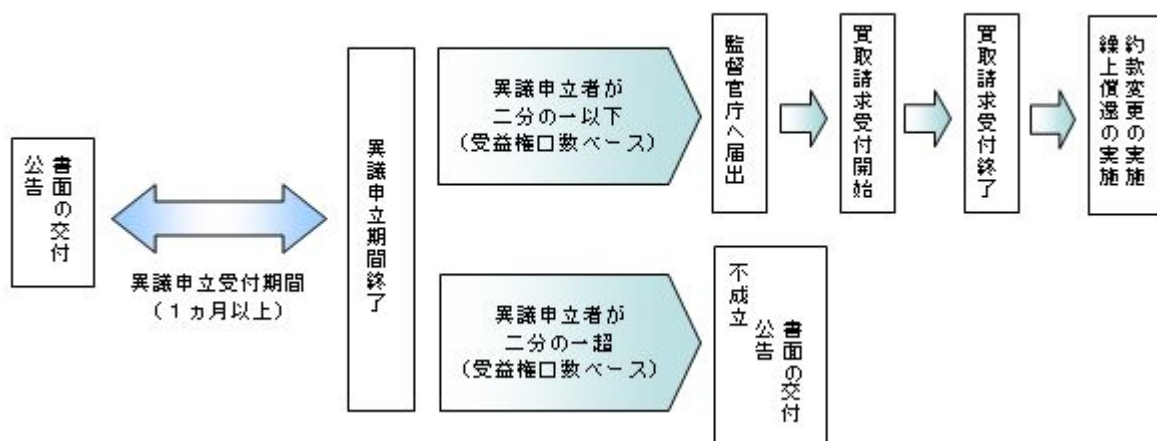 書面の交付
公告
異議申立受付期間
(1ヵ月以上)
異議申立期間終了
異議申立者が
二分の一以下
(受益権口数ベース)
監督官庁へ届出
買取請求受付開始
買取請求受付終了
約款変更の実施
繰上償還の実施
異議申立者が
二分の一超
(受益権口数ベース)
不成立
書面の交付
公告